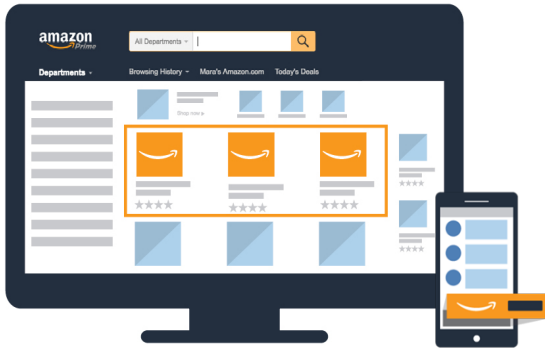 amazon
Prime
All Departments
Departments
Browsing History
Mara's Amazon.com
Today's Deals
Shop now